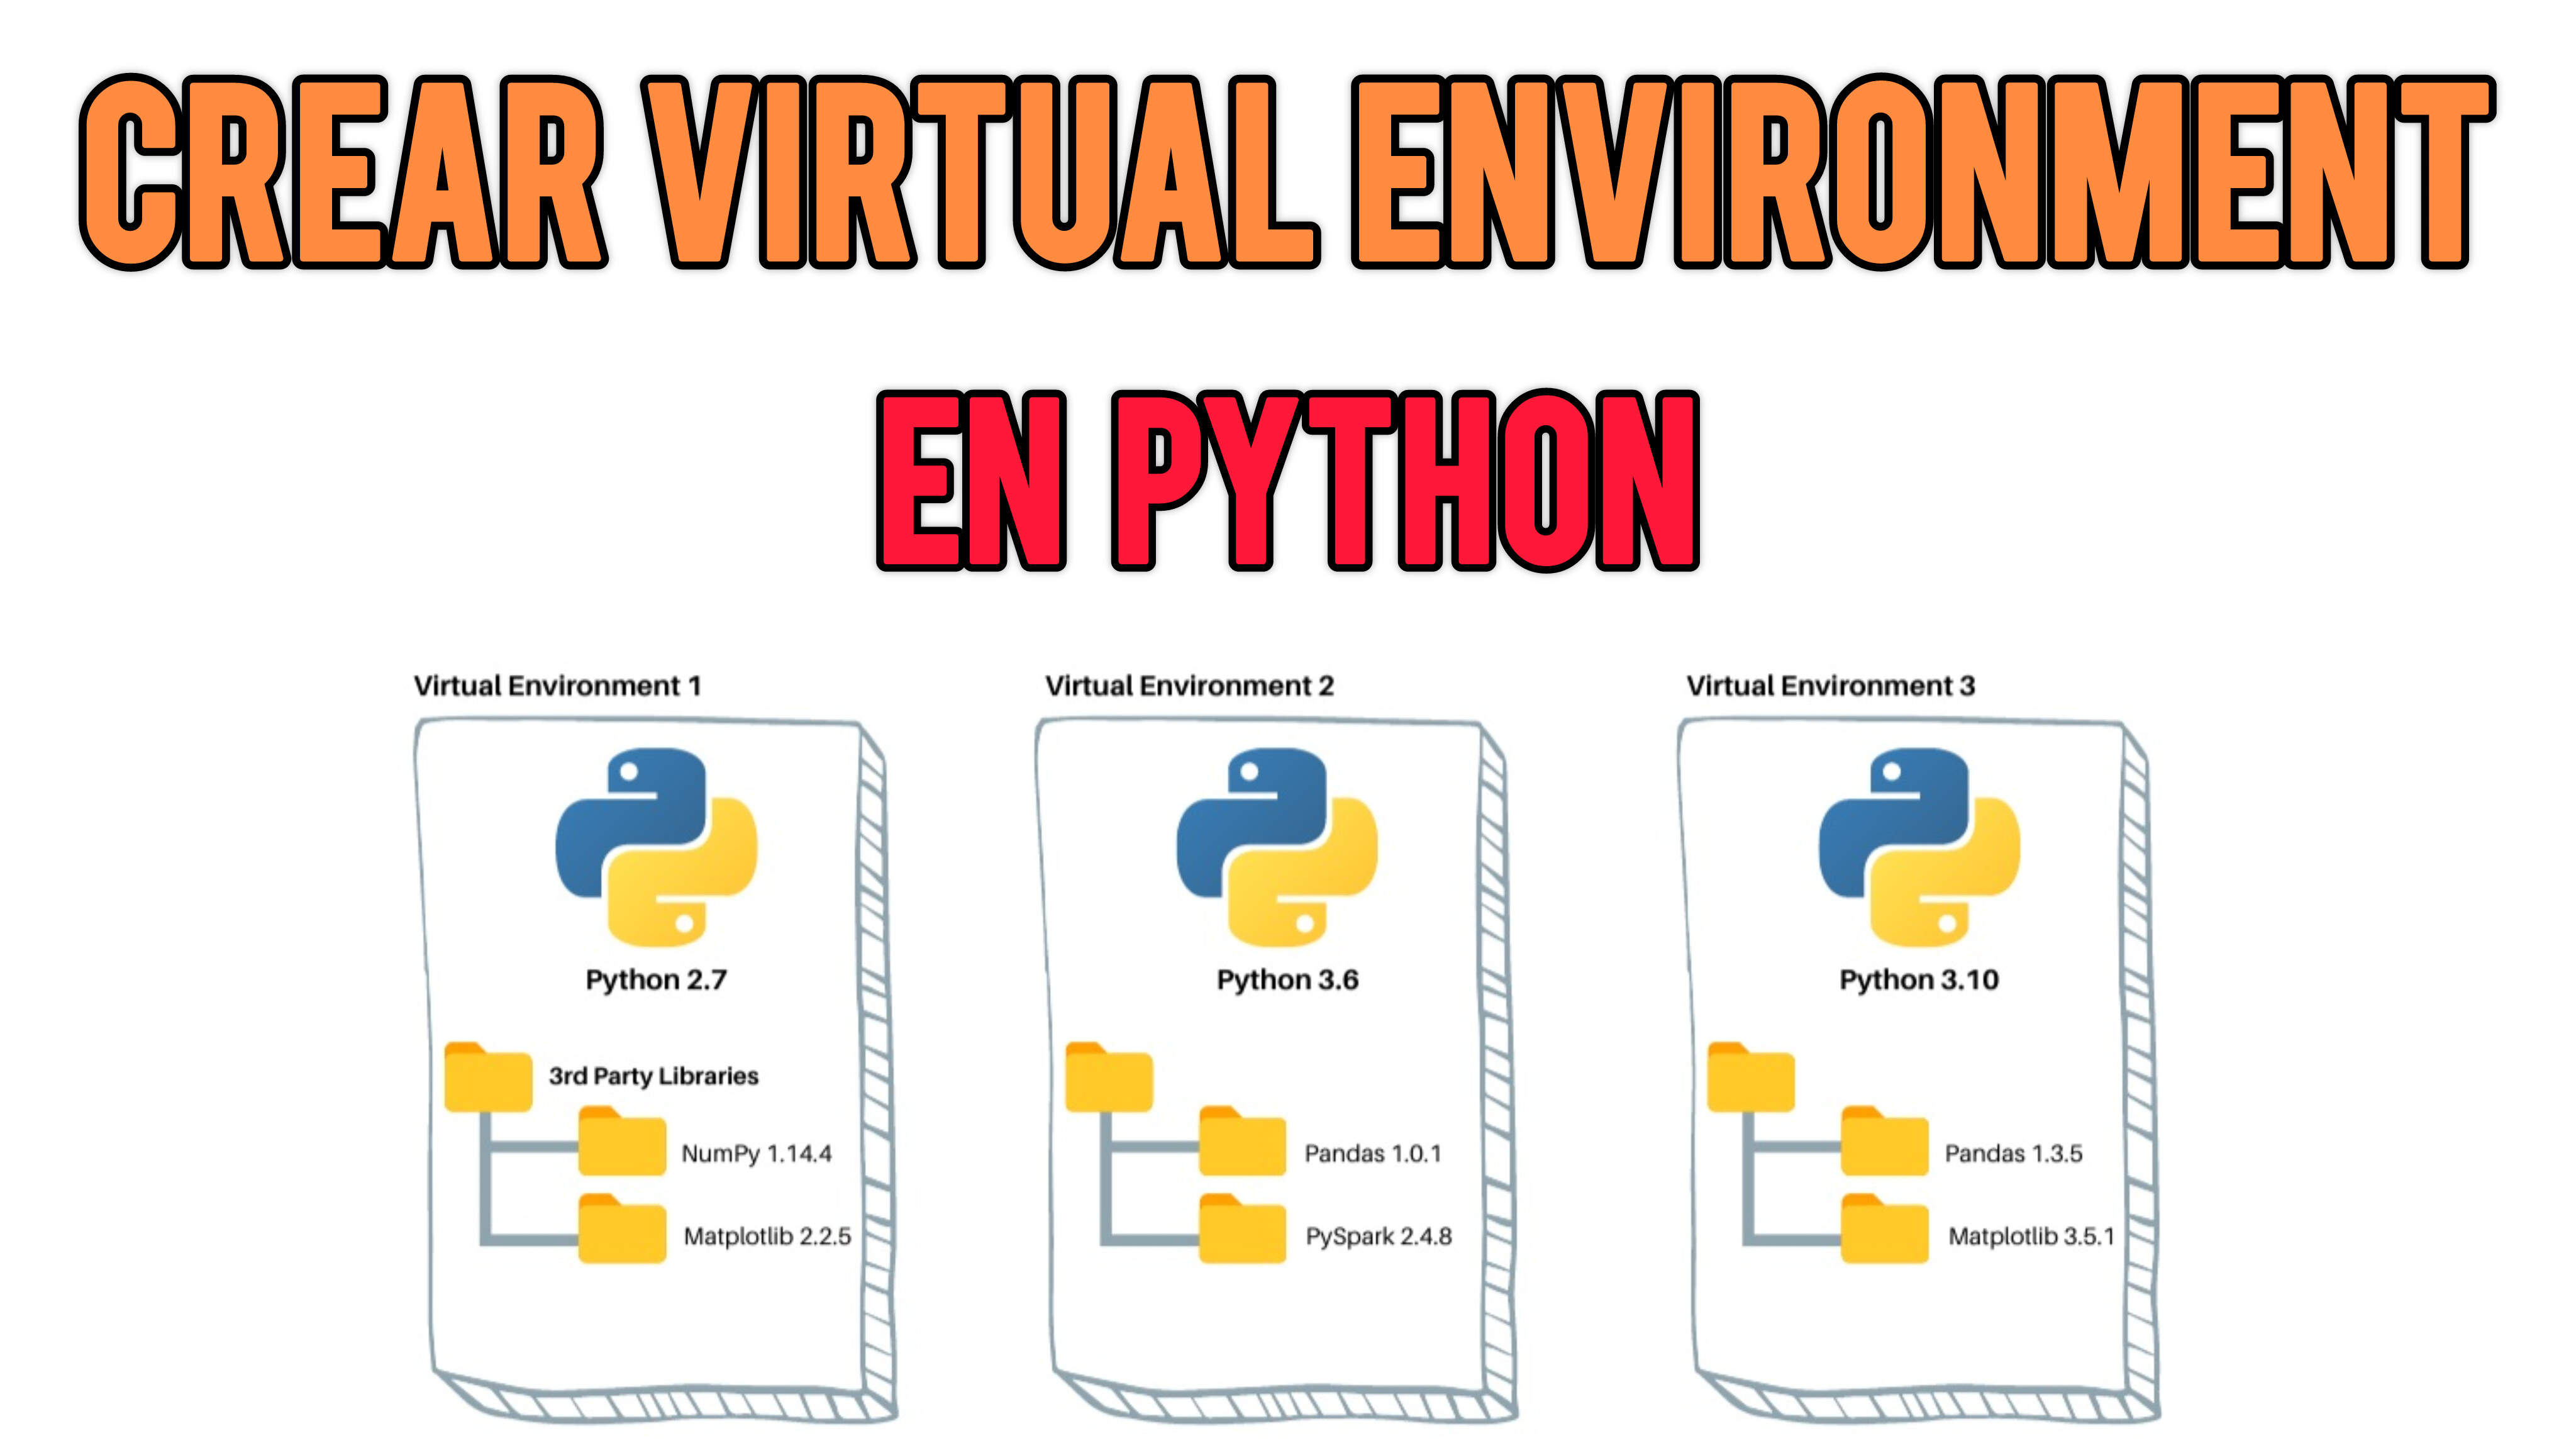 CREAR VIRTUAL ENVIRONMENT
EN PYTHON
Virtual Environment 1
Python 2.7
3rd Party Libraries
NumPy 1.14.4
Matplotlib 2.2.5
Virtual Environment 2
Python 3.6
Pandas 1.0.1
PySpark 2.4.8
Virtual Environment 3
Python 3.10
Pandas 1.3.5
Matplotlib 3.5.1